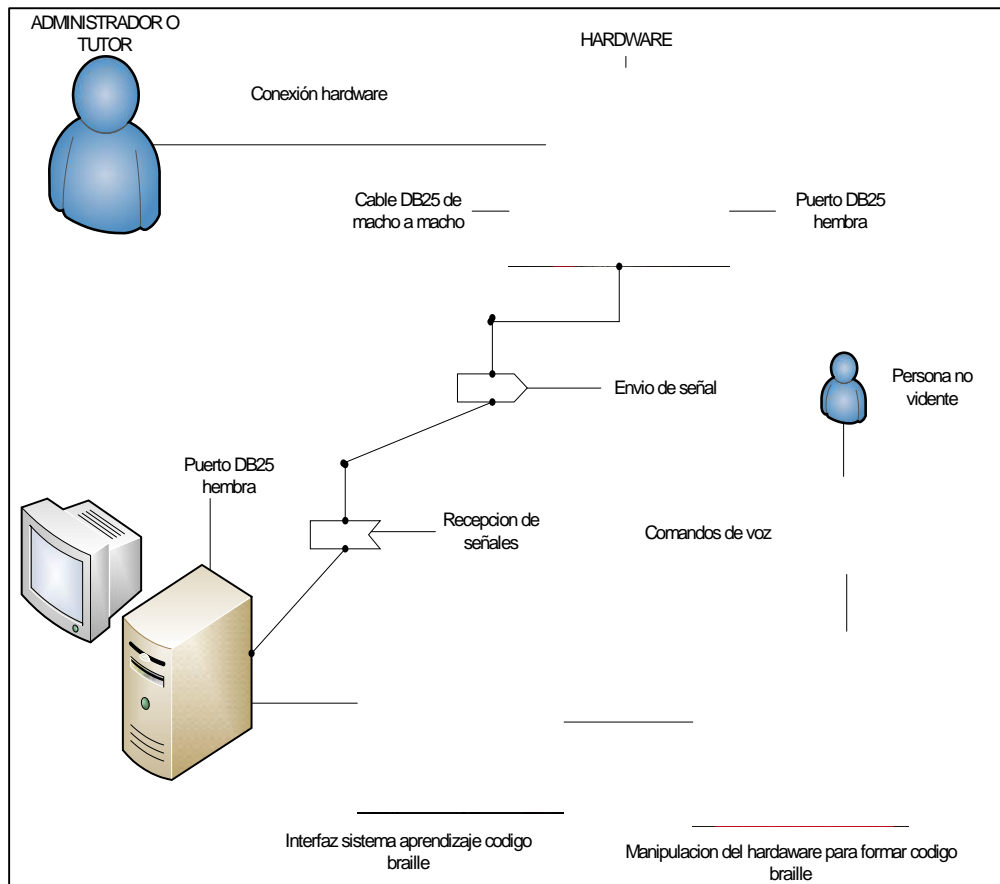 ADMINISTRADOR O
TUTOR
HARDWARE
Conexión hardware
Cable DB25 de
macho a macho
Puerto DB25
hembra
Envio de señal
Persona no
vidente
Puerto DB25
hembra
Recepcion de
señales
Comandos de voz
Interfaz sistema aprendizaje codigo
braille
Manipulacion del hardaware para formar codigo
braille